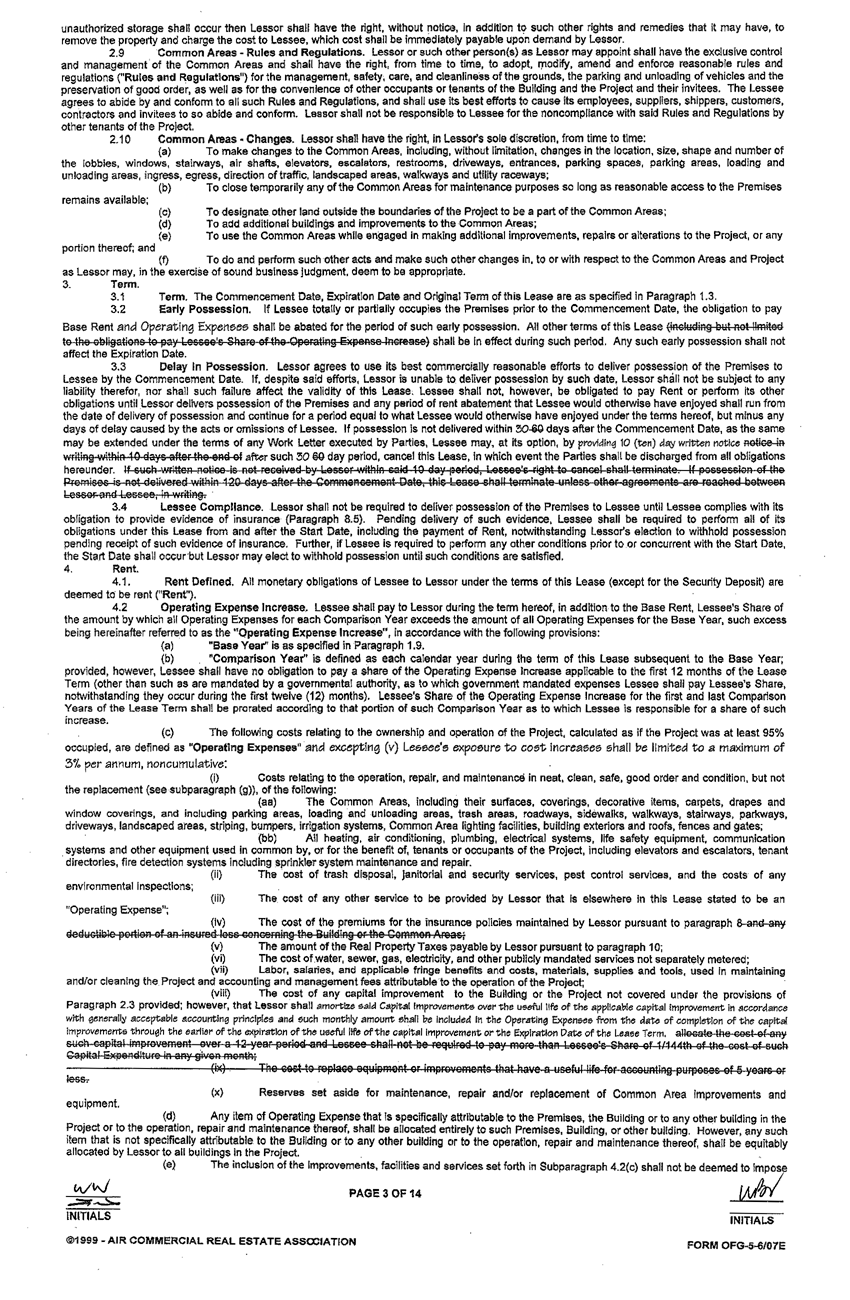 unauthorized storage shall occur then Lessor shall have the right, without notice, in addition to such other rights and remedies that it may have, to
remove the property and charge the cost to Lessee, which cost shall be immediately payable upon demand by Lessor.
2.9 Common Areas - Rules and Regulations. Lessor or such other person(s) as Lessor may appoint shall have the exclusive control
and management of the Common Areas and shall have the right, from time to time, to adopt, modify, amend and enforce reasonable rules and
regulations ("Rules and Regulations") for the management, safety, care, and cleanliness of the grounds, the parking and unloading of vehicles and the
preservation of good order, as well as for the convenience of other occupants or tenants of the Building and the Project and their invitees. The Lessee
agrees to abide by and conform to all such Rules and Regulations, and shall use its best efforts to cause its employees, suppliers, shippers, customers,
contractors and invitees to so abide and conform. Lessor shall not be responsible to Lessee for the noncompliance with said Rules and Regulations by
other tenants of the Project.
2.10 Common Areas - Changes. Lessor shall have the right, in Lessor's sole discretion, from time to time:
(a) To make changes to the Common Areas, including, without limitation, changes in the location, size, shape and number of
the lobbies, windows, stairways, air shafts, elevators, escalators, restrooms, driveways, entrances, parking spaces, parking areas, loading and
unloading areas, ingress, egress, direction of traffic, landscaped areas, walkways and utility raceways;
(b) To close temporarily any of the Common Areas for maintenance purposes so long as reasonable access to the Premises
remains available;
(c) To designate other land outside the boundaries of the Project to be a part of the Common Areas;
(d) To add additional buildings and improvements to the Common Areas;
(e) To use the Common Areas while engaged in making additional improvements, repairs or alterations to the Project, or any
portion thereof; and
(f) To do and perform such other acts and make such other changes in, to or with respect to the Common Areas and Project
as Lessor may, in the exercise of sound business judgment, deem to be appropriate.
3. Term.
3.1 Term. The Commencement Date, Expiration Date and Original Term of this Lease are as specified in Paragraph 1.3.
3.2 Early Possession. If Lessee totally or partially occupies the Premises prior to the Commencement Date, the obligation to pay
Base Rent and Operating Expenses shall be abated for the period of such early possession. All other terms of this Lease (including but not limited
to the obligations to pay Lessee's Share of the Operating Expense Increase) shall be in effect during such period. Any such early possession shall not
affect the Expiration Date.
3.3 Delay In Possession. Lessor agrees to use its best commercially reasonable efforts to deliver possession of the Premises to
Lessee by the Commencement Date. If, despite said efforts, Lessor is unable to deliver possession by such date, Lessor shall not be subject to any
liability therefor, nor shall such failure affect the validity of this Lease. Lessee shall not, however, be obligated to pay Rent or perform its other
obligations until Lessor delivers possession of the Premises and any period of rent abatement that Lessee would otherwise have enjoyed shall run from
the date of delivery of possession and continue for a period equal to what Lessee would otherwise have enjoyed under the terms hereof, but minus any
days of delay caused by the acts or omissions of Lessee. If possession is not delivered within 30 60 days after the Commencement Date, as the same
may be extended under the terms of any Work Letter executed by Parties, Lessee may, at its option, by providing 10 (ten) day written notice notice in
writing within 10 days after the end of after such 30 60 day period, cancel this Lease, in which event the Parties shall be discharged from all obligations
hereunder. If such written notice is not received by Lessor within said 10 day period, Lessee's right to cancel shall terminate. If possession of the
Premises is not delivered within 120 days after the Commencement Date, this Lease shall terminate unless other agreements are reached between
Lessor and Lessee, in writing.
3.4 Lessee Compliance. Lessor shall not be required to deliver possession of the Premises to Lessee until Lessee complies with its
obligation to provide evidence of insurance (Paragraph 8.5). Pending delivery of such evidence, Lessee shall be required to perform all of its
obligations under this Lease from and after the Start Date, including the payment of Rent, notwithstanding Lessor's election to withhold possession
pending receipt of such evidence of insurance. Further, if Lessee is required to perform any other conditions prior to or concurrent with the Start Date,
the Start Date shall occur but Lessor may elect to withhold possession until such conditions are satisfied.
4. Rent.
4.1. Rent Defined. All monetary obligations of Lessee to Lessor under the terms of this Lease (except for the Security Deposit) are
deemed to be rent ("Rent").
4.2 Operating Expense Increase. Lessee shall pay to Lessor during the term hereof, in addition to the Base Rent, Lessee's Share of
the amount by which all Operating Expenses for each Comparison Year exceeds the amount of all Operating Expenses for the Base Year, such excess
being hereinafter referred to as the "Operating Expense Increase", in accordance with the following provisions:
(a) "Base Year" is as specified in Paragraph 1.9.
(b) "Comparison Year" is defined as each calendar year during the term of this Lease subsequent to the Base Year;
provided, however, Lessee shall have no obligation to pay a share of the Operating Expense Increase applicable to the first 12 months of the Lease
Term (other than such as are mandated by a governmental authority, as to which government mandated expenses Lessee shall pay Lessee's Share,
notwithstanding they occur during the first twelve (12) months). Lessee's Share of the Operating Expense Increase for the first and last Comparison
Years of the Lease Term shall be prorated according to that portion of such Comparison Year as to which Lessee is responsible for a share of such
increase.
(c) The following costs relating to the ownership and operation of the Project, calculated as if the Project was at least 95%
occupied, are defined as "Operating Expenses" and excepting (v) Lessee's exposure to cost increases shall be limited to a maximum of
3% per annum, noncumulative:
(i) Costs relating to the operation, repair, and maintenance in neat, clean, safe, good order and condition, but not
the replacement (see subparagraph (g)), of the following:
(aa) The Common Areas, including their surfaces, coverings, decorative items, carpets, drapes and
window coverings, and including parking areas, loading and unloading areas, trash areas, roadways, sidewalks, walkways, stairways, parkways,
driveways, landscaped areas, striping, bumpers, irrigation systems, Common Area lighting facilities, building exteriors and roofs, fences and gates;
(bb) All heating, air conditioning, plumbing, electrical systems, life safety equipment, communication
systems and other equipment used in common by, or for the benefit of, tenants or occupants of the Project, including elevators and escalators, tenant
directories, fire detection systems including sprinkler system maintenance and repair.
(ii) The cost of trash disposal, janitorial and security services, pest control services, and the costs of any
environmental inspections;
(iii) The cost of any other service to be provided by Lessor that is elsewhere in this Lease stated to be an
"Operating Expense";
(iv) The cost of the premiums for the insurance policies maintained by Lessor pursuant to paragraph 8 and any
deductible portion of an insured loss concerning the Building or the Common Areas;
(v) The amount of the Real Property Taxes payable by Lessor pursuant to paragraph 10;
(vi) The cost of water, sewer, gas, electricity, and other publicly mandated services not separately metered;
(vii) Labor, salaries, and applicable fringe benefits and costs, materials, supplies and tools, used in maintaining
and/or cleaning the Project and accounting and management fees attributable to the operation of the Project;
(viii) The cost of any capital improvement to the Building or the Project not covered under the provisions of
Paragraph 2.3 provided; however, that Lessor shall amortize said Capital Improvements over the useful life of the applicable capital improvement in accordance
with generally acceptable accounting principles and such monthly amount shall be included in the Operating Expenses from the date of completion of the capital
improvements through the earlier of the expiration of the useful life of the capital improvement or the Expiration Date of the Lease Term. allocate the cost of any
such capital improvement over a 12-year period and Lessee shall not be required to pay more than Lessee's Share of 1/144th of the cost of such
Capital Expenditure in any given month;
(ix) The cost to replace equipment or improvements that have a useful life for accounting purposes of 5 years or
less.
(x) Reserves set aside for maintenance, repair and/or replacement of Common Area improvements and
equipment.
(d) Any item of Operating Expense that is specifically attributable to the Premises, the Building or to any other building in the
Project or to the operation, repair and maintenance thereof, shall be allocated entirely to such Premises, Building, or other building. However, any such
item that is not specifically attributable to the Building or to any other building or to the operation, repair and maintenance thereof, shall be equitably
allocated by Lessor to all buildings in the Project.
(e) The inclusion of the improvements, facilities and services set forth in Subparagraph 4.2(c) shall not be deemed to impose
PAGE 3 OF 14
INITIALS
INITIALS
©1999 - AIR COMMERCIAL REAL ESTATE ASSOCIATION
FORM OFG-5-6/07E